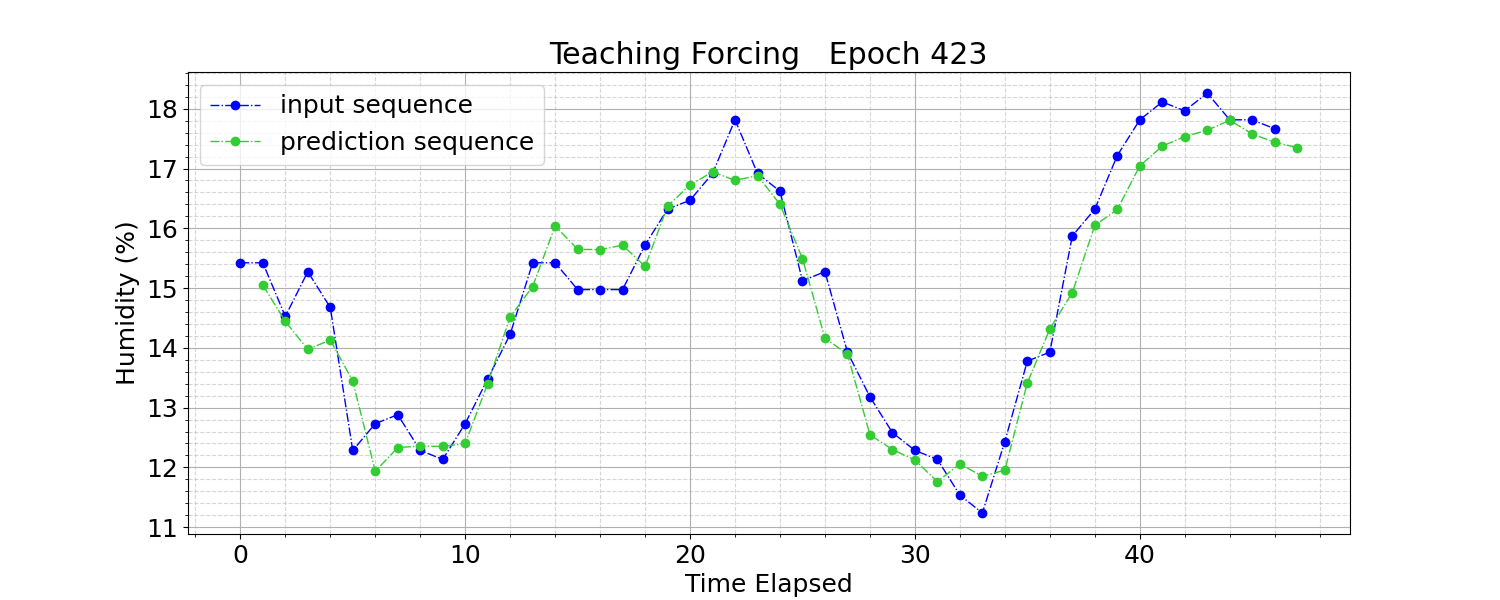 Teaching Forcing   Epoch 423
input sequence
prediction sequence
Humidity (%)
18
17
16
15
14
13
12
11
0 10 20 30 40
Time Elapsed